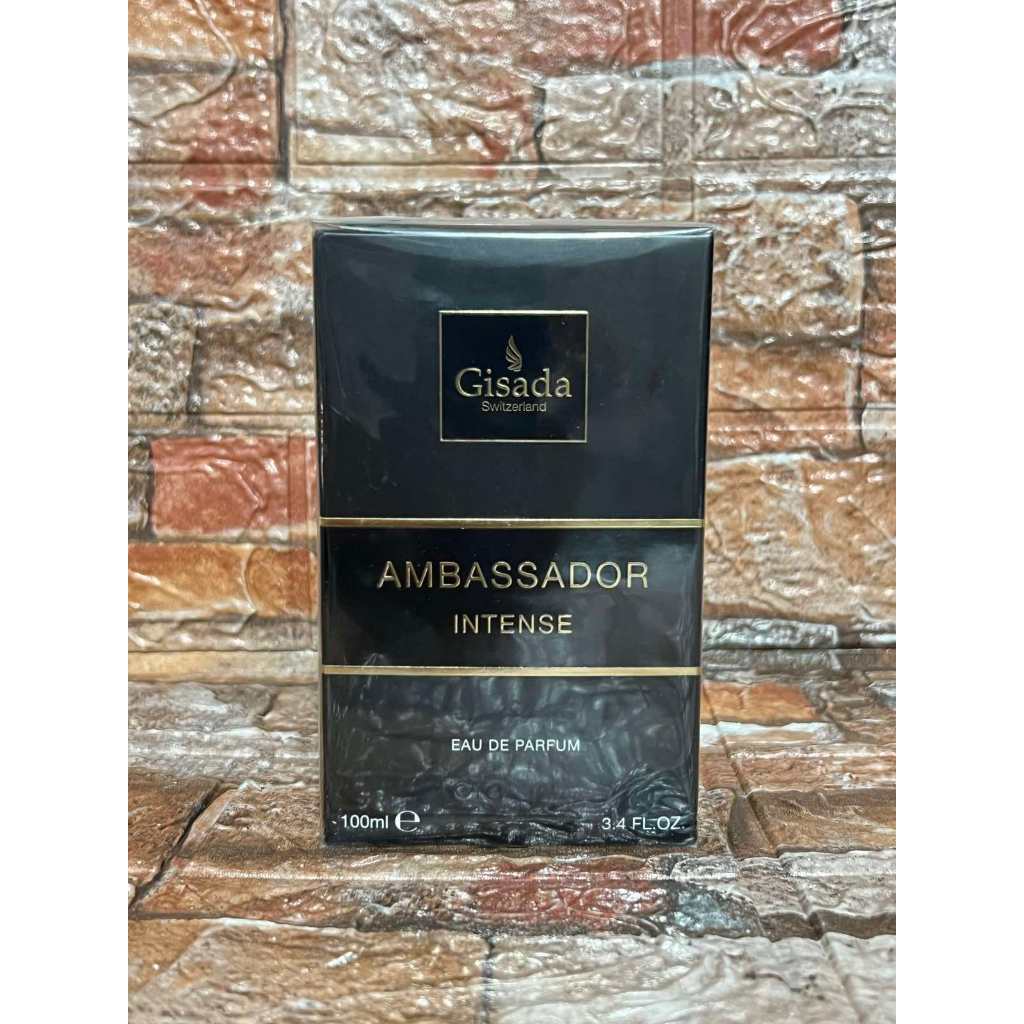 Gisada
Switzerland
AMBASSADOR
INTENSE
EAU DE PARFUM
100ml ℮
3.4 FL.OZ.